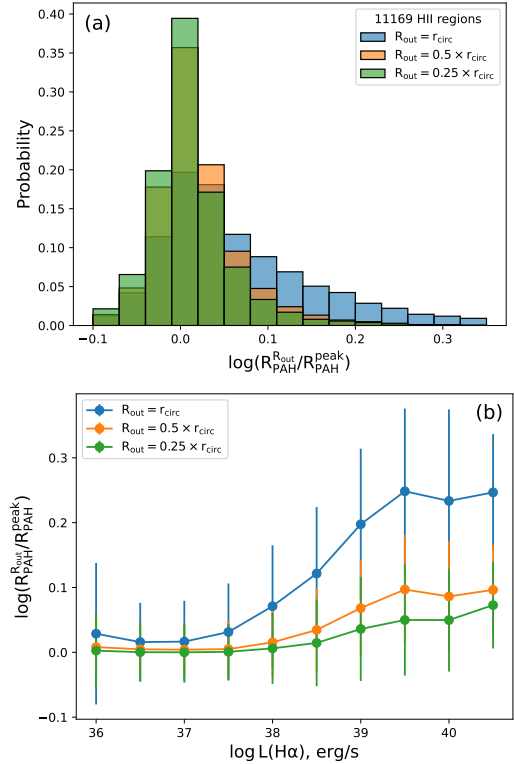 (a)
11169 HII regions
R_out = r_circ
R_out = 0.5 × r_circ
R_out = 0.25 × r_circ
Probability
0.40
0.35
0.30
0.25
0.20
0.15
0.10
0.05
0.00
−0.1 0.0 0.1 0.2 0.3
log(R_PAH^R_out/R_PAH^peak)
(b)
R_out = r_circ
R_out = 0.5 × r_circ
R_out = 0.25 × r_circ
log(R_PAH^R_out/R_PAH^peak)
0.3
0.2
0.1
0.0
−0.1
36 37 38 39 40
log L(Hα), erg/s